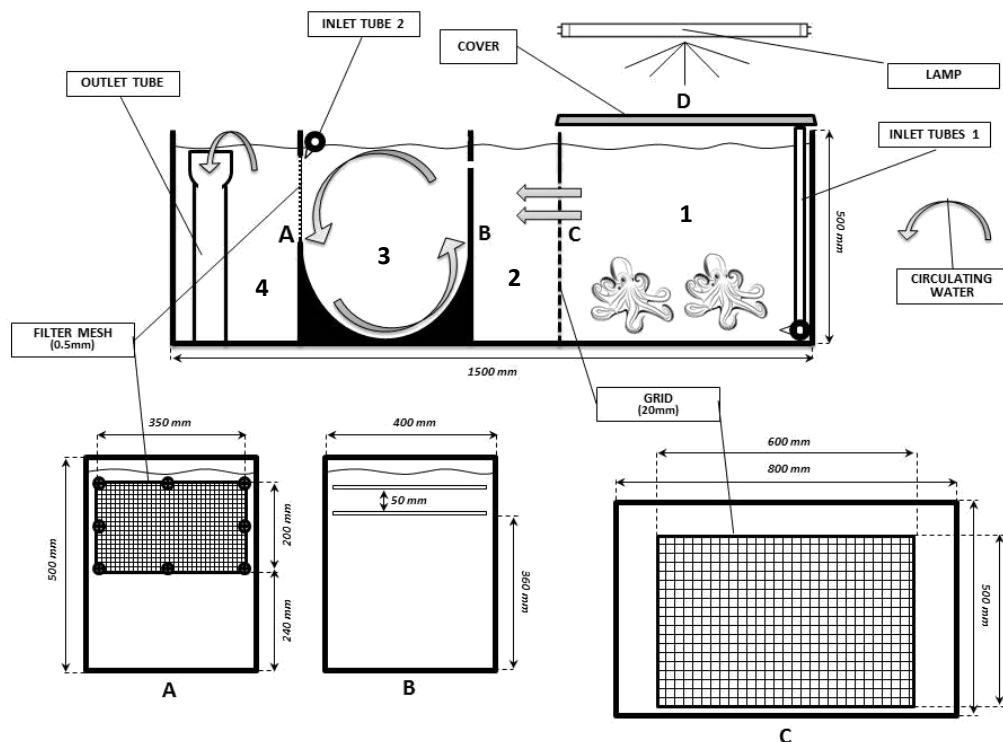 INLET TUBE 2
COVER
OUTLET TUBE
LAMP
D
INLET TUBES 1
A
B
C
1
2
3
4
500 mm
CIRCULATING
WATER
FILTER MESH
(0.5mm)
1500 mm
GRID
(20mm)
350 mm
400 mm
600 mm
800 mm
50 mm
500 mm
200 mm
240 mm
360 mm
500 mm
A
B
C